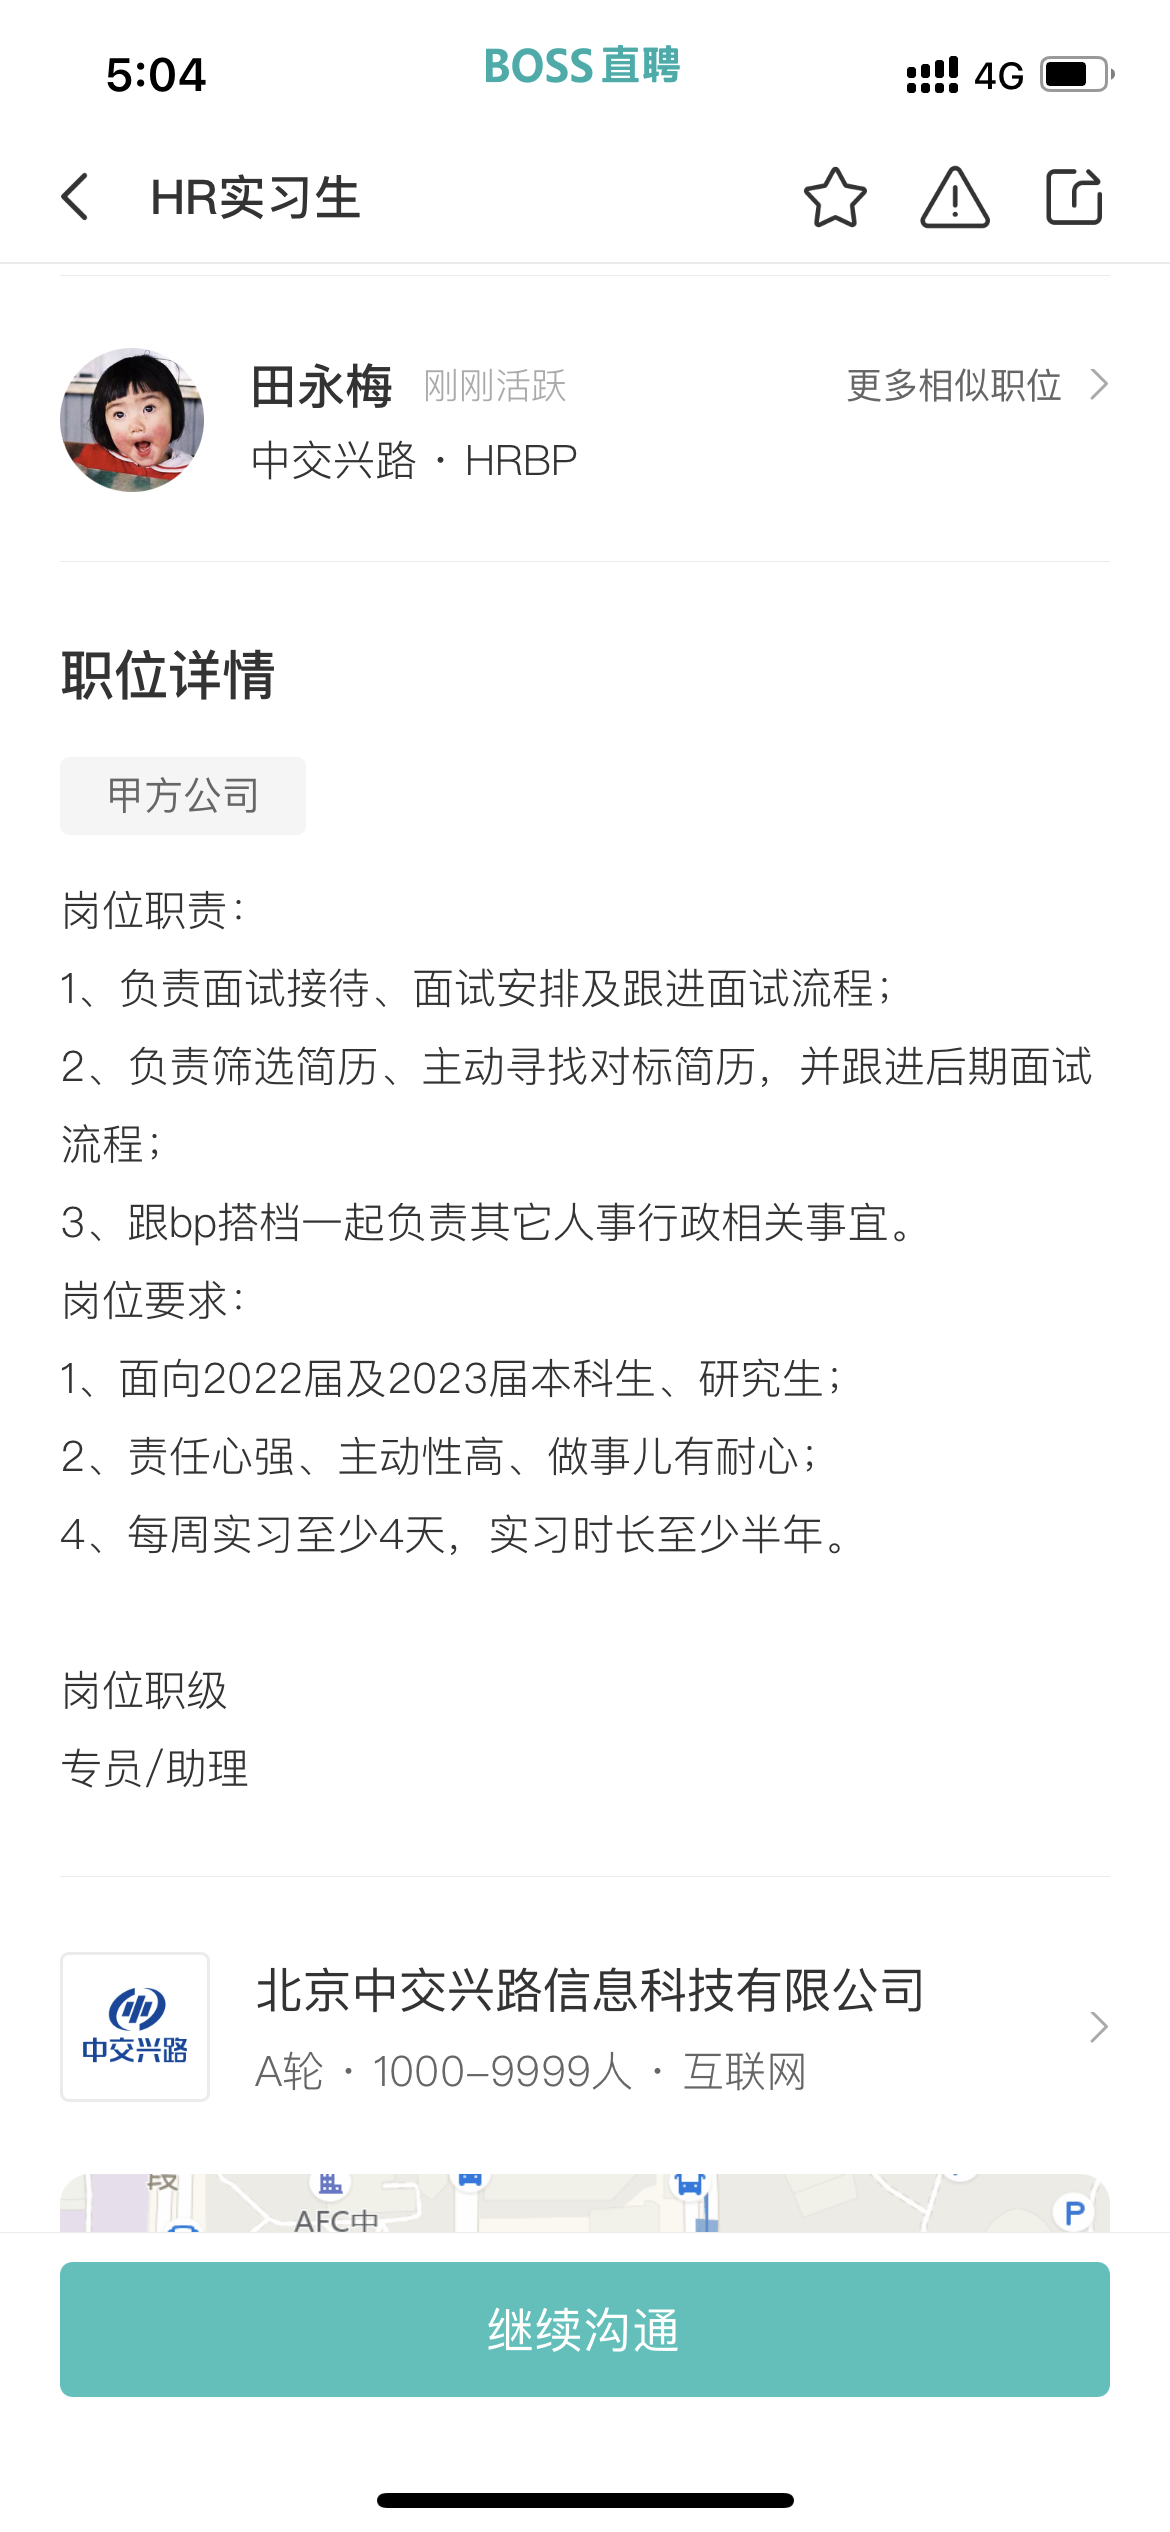 5:04
BOSS直聘
4G
HR实习生
田永梅 刚刚活跃
更多相似职位
中交兴路·HRBP
职位详情
甲方公司
岗位职责：
1、负责面试接待、面试安排及跟进面试流程；
2、负责筛选简历、主动寻找对标简历，并跟进后期面试
流程；
3、跟bp搭档一起负责其它人事行政相关事宜。
岗位要求：
1、面向2022届及2023届本科生、研究生；
2、责任心强、主动性高、做事儿有耐心；
4、每周实习至少4天，实习时长至少半年。
岗位职级
专员/助理
中交兴路
北京中交兴路信息科技有限公司
A轮·1000-9999人·互联网
段
AFC中
P
继续沟通